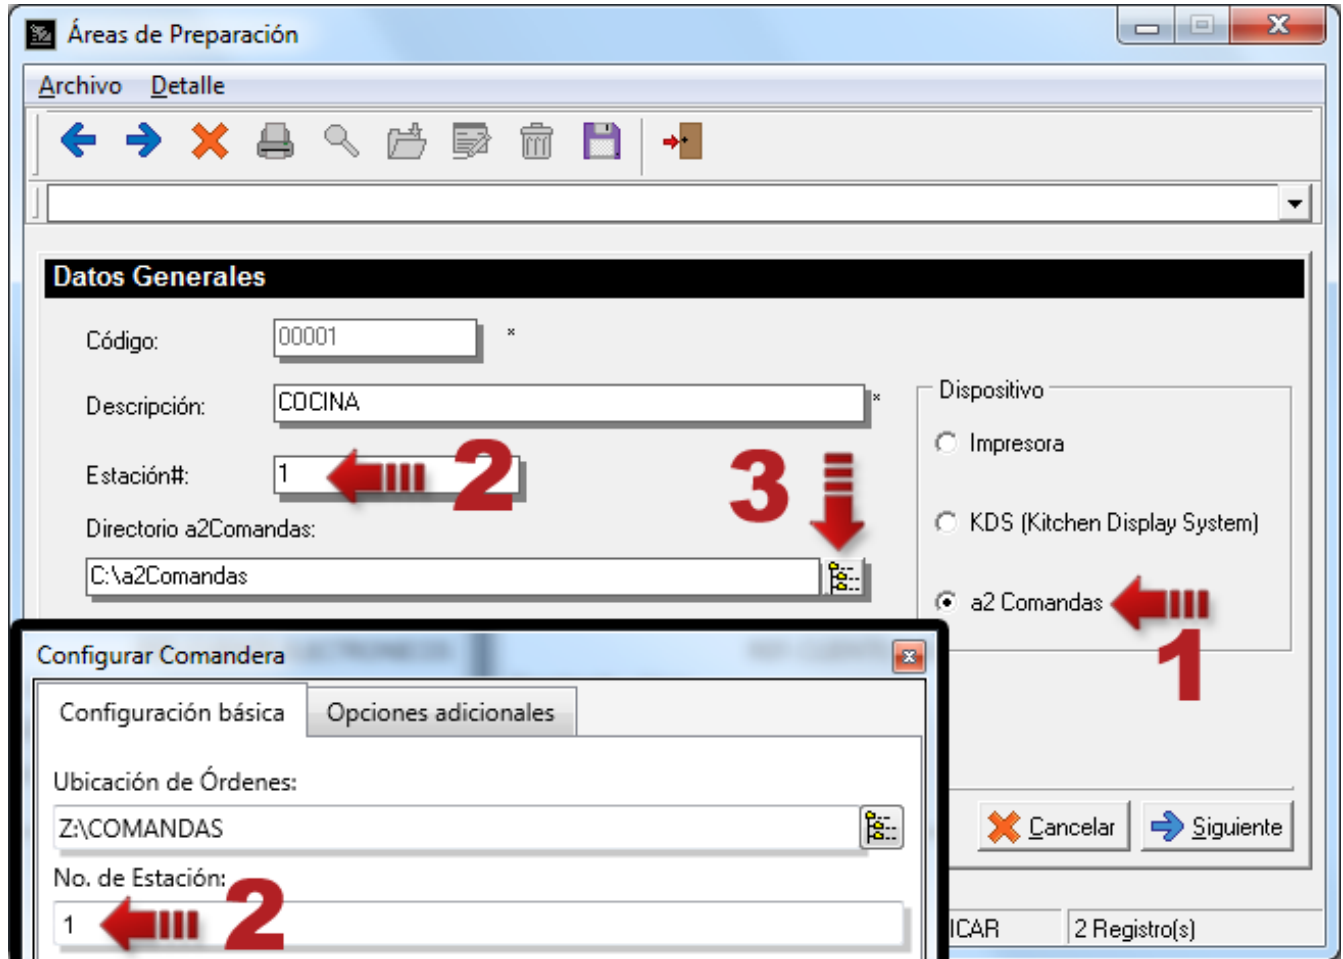 Áreas de Preparación
Archivo Detalle
Datos Generales
Código: 00001 *
Descripción: COCINA *
Estación#: 1 2
3
Directorio a2Comandas:
C:\a2Comandas
Dispositivo
Impresora
KDS (Kitchen Display System)
a2 Comandas
1
Configurar Comandera
Configuración básica Opciones adicionales
Ubicación de Órdenes:
Z:\COMANDAS
No. de Estación:
1 2
Cancelar Siguiente
ICAR 2 Registro(s)